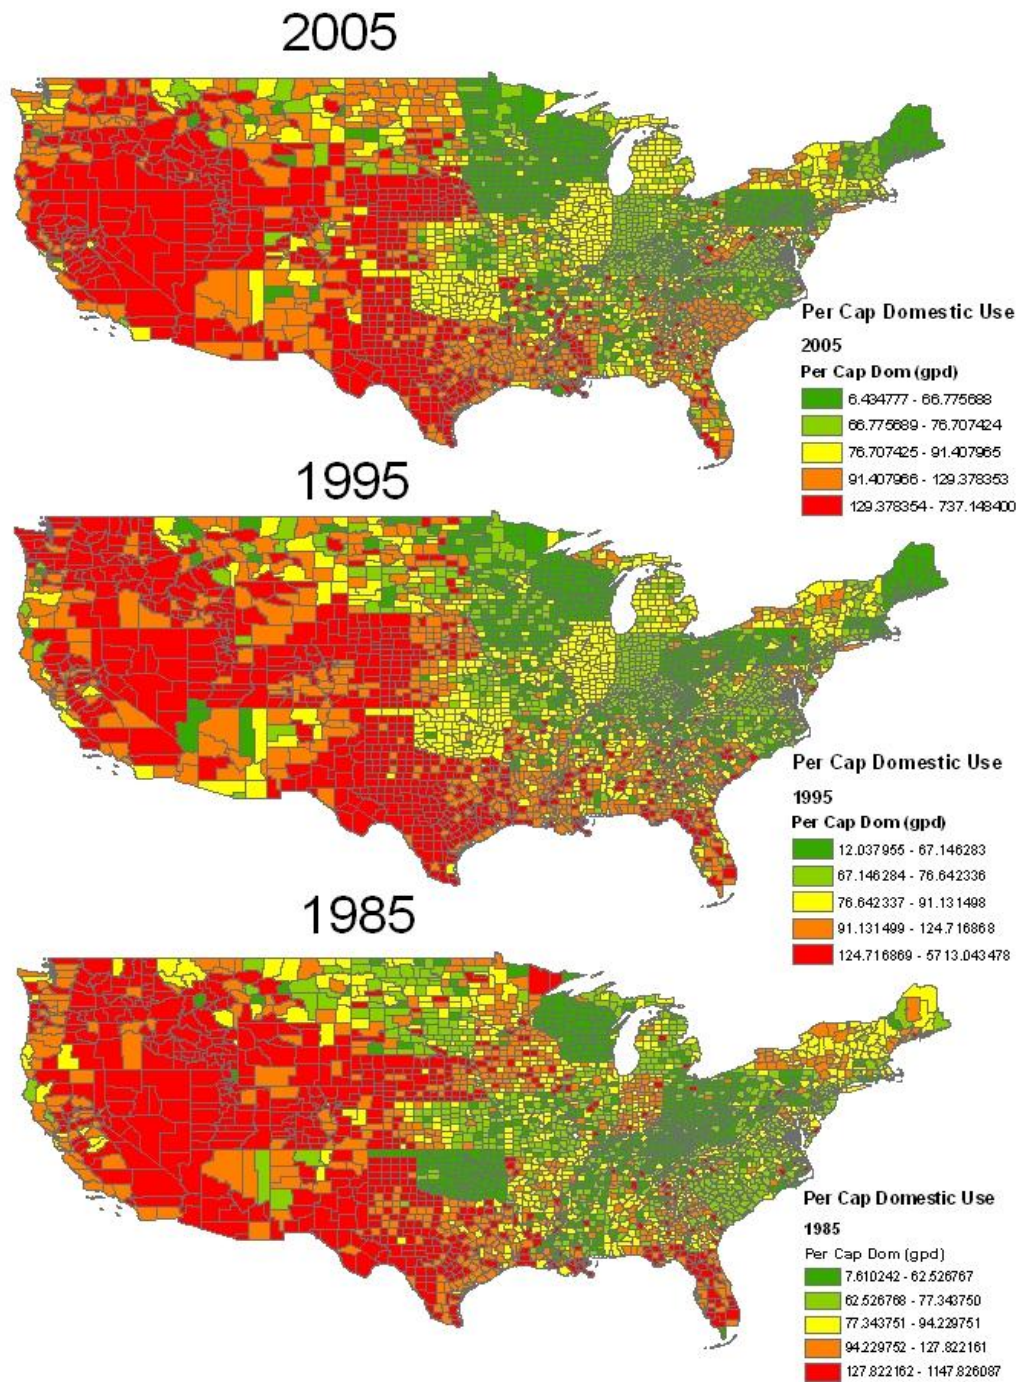 2005
Per Cap Domestic Use
2005
Per Cap Dom (gpd)
6.434777 - 66.775688
66.775689 - 76.707424
76.707425 - 91.407965
91.407966 - 129.378353
129.378354 - 737.148400
1995
Per Cap Domestic Use
1995
Per Cap Dom (gpd)
12.037955 - 67.146283
67.146284 - 76.642336
76.642337 - 91.131498
91.131499 - 124.716868
124.716869 - 5713.043478
1985
Per Cap Domestic Use
1985
Per Cap Dom (gpd)
7.610242 - 62.526767
62.526768 - 77.343750
77.343751 - 94.229751
94.229752 - 127.822161
127.822162 - 1147.826087